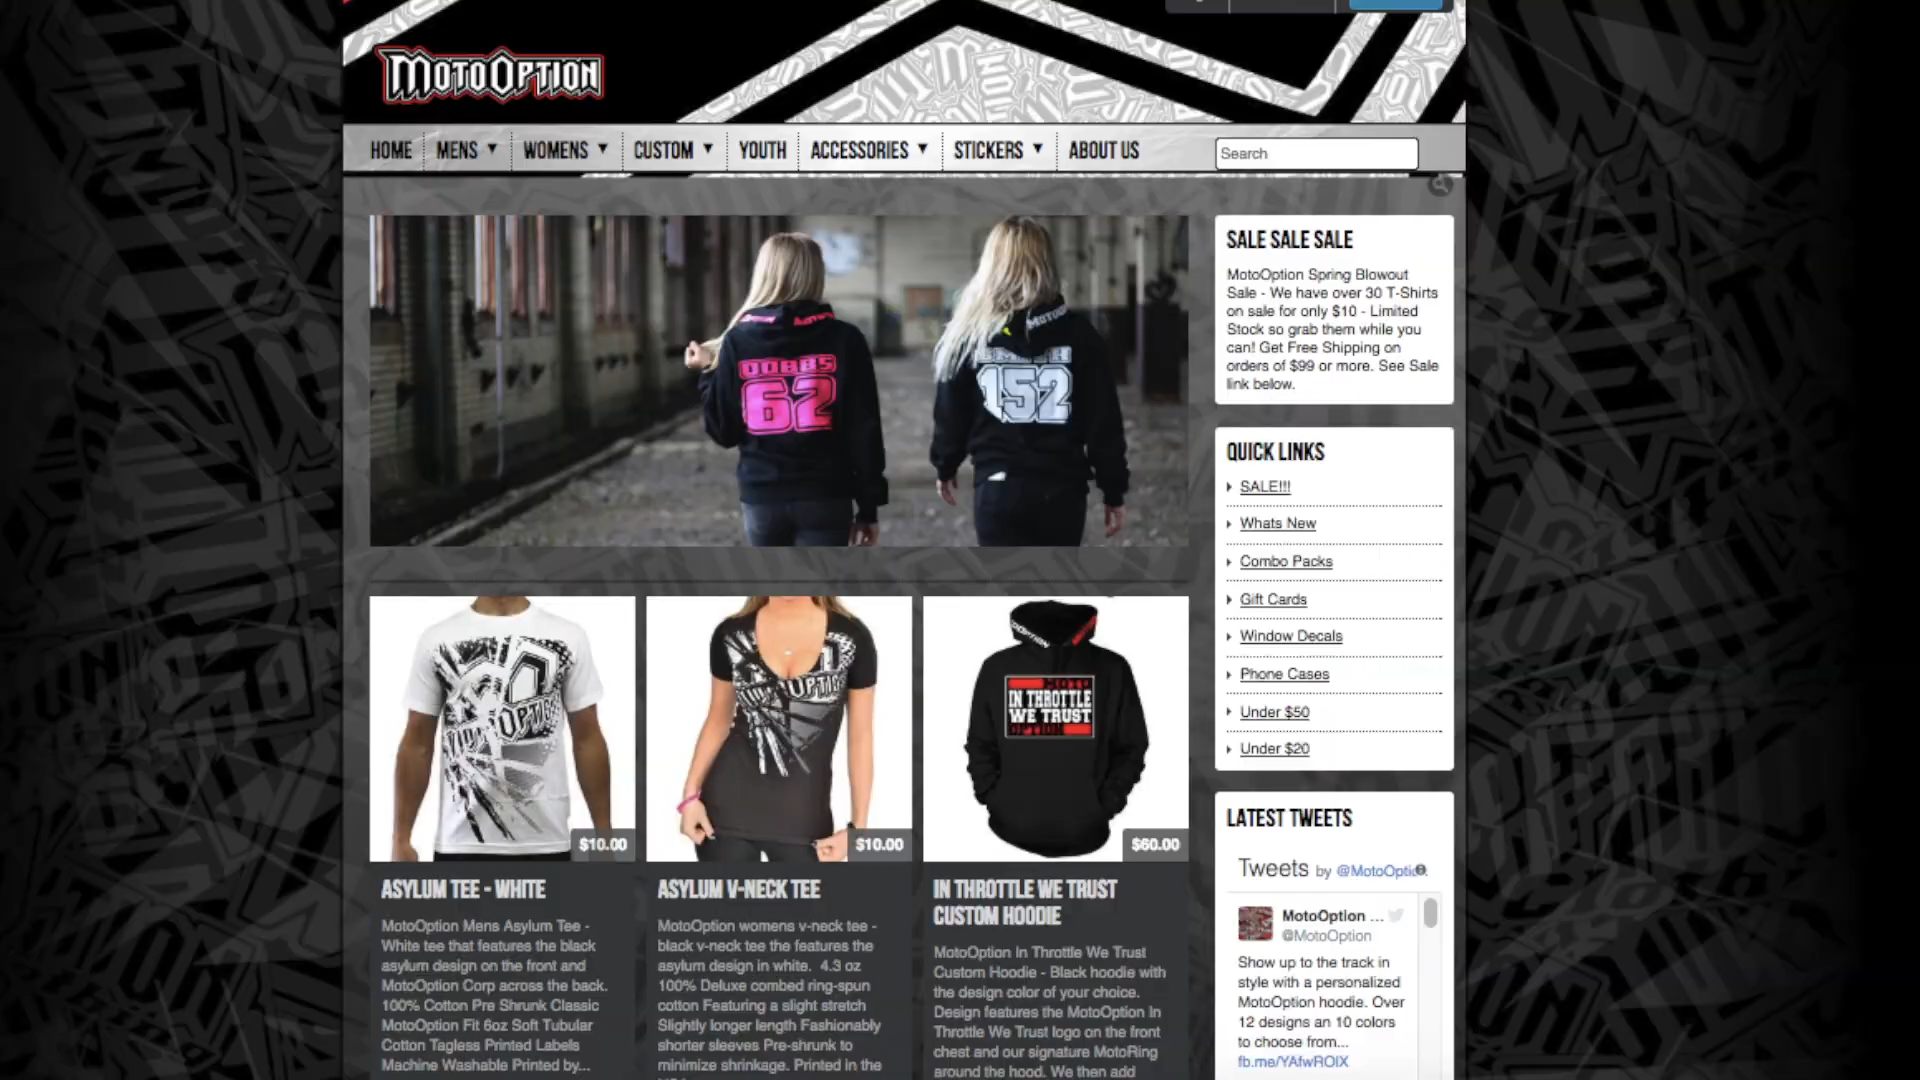 MOTOOPTION
HOME
MENS
WOMENS
CUSTOM
YOUTH
ACCESSORIES
STICKERS
ABOUT US
Search
DOBBS
62
152
SALE SALE SALE
MotoOption Spring Blowout
Sale - We have over 30 T-Shirts
on sale for only $10 - Limited
Stock so grab them while you
can! Get Free Shipping on
orders of $99 or more. See Sale
link below.
QUICK LINKS
SALE!!!
Whats New
Combo Packs
Gift Cards
Window Decals
Phone Cases
Under $50
Under $20
MOTO
IN THROTTLE
WE TRUST
OPTION
$10.00
$10.00
$60.00
ASYLUM TEE - WHITE
MotoOption Mens Asylum Tee -
White tee that features the black
asylum design on the front and
MotoOption Corp across the back.
100% Cotton Pre Shrunk Classic
MotoOption Fit 6oz Soft Tubular
Cotton Tagless Printed Labels
Machine Washable Printed by...
ASYLUM V-NECK TEE
MotoOption womens v-neck tee -
black v-neck tee the features the
asylum design in white. 4.3 oz
100% Deluxe combed ring-spun
cotton Featuring a slight stretch
Slightly longer length Fashionably
shorter sleeves Pre-shrunk to
minimize shrinkage. Printed in the
IN THROTTLE WE TRUST
CUSTOM HOODIE
MotoOption In Throttle We Trust
Custom Hoodie - Black hoodie with
the design color of your choice.
Design features the MotoOption In
Throttle We Trust logo on the front
chest and our signature MotoRing
around the hood. We then add
LATEST TWEETS
Tweets by @MotoOptio
MotoOption ...
@MotoOption
Show up to the track in
style with a personalized
MotoOption hoodie. Over
12 designs an 10 colors
to choose from...
fb.me/YAfwROIX